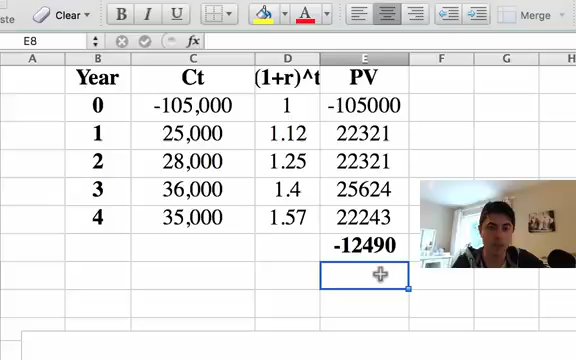 ste Clear B I U A Merge
E8 fx
A B C D E F G H
Year Ct (1+r)^t PV
0 -105,000 1 -105000
1 25,000 1.12 22321
2 28,000 1.25 22321
3 36,000 1.4 25624
4 35,000 1.57 22243
-12490